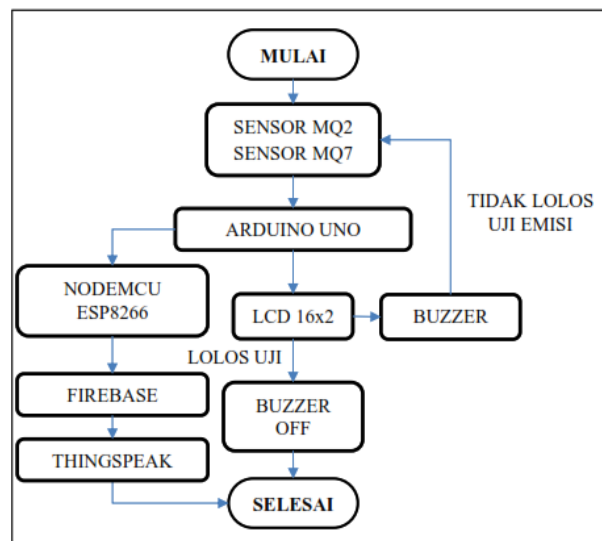 MULAI
SENSOR MQ2
SENSOR MQ7
TIDAK LOLOS
UJI EMISI
ARDUINO UNO
NODEMCU
ESP8266
LCD 16x2
BUZZER
LOLOS UJI
FIREBASE
BUZZER
OFF
THINGSPEAK
SELESAI